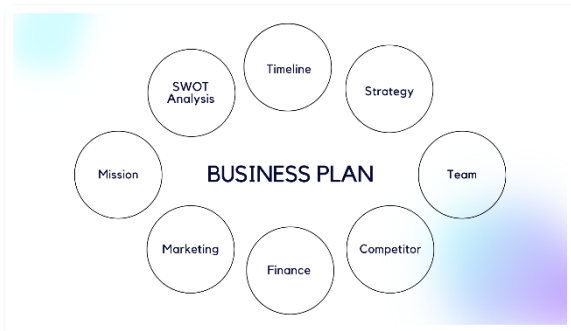 Timeline
SWOT
Analysis
Strategy
Mission
BUSINESS PLAN
Team
Marketing
Competitor
Finance